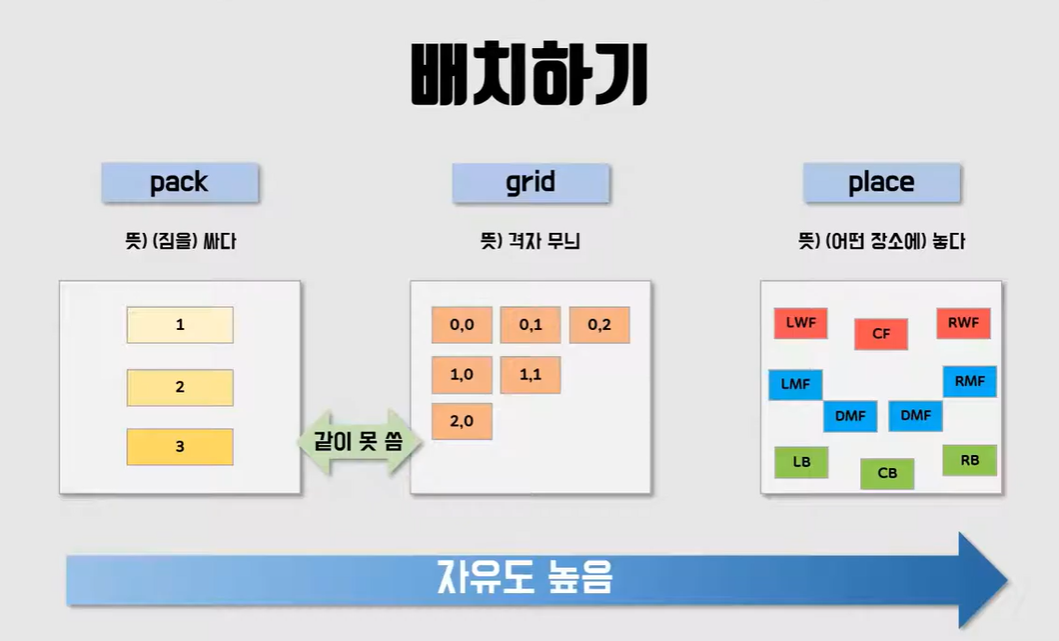 배치하기
pack
grid
place
뜻) (짐을) 싸다
뜻) 격자 무늬
뜻) (어떤 장소에) 놓다
1
2
3
같이 못 씀
0,0 0,1 0,2
1,0 1,1
2,0
LWF CF RWF
LMF RMF
DMF DMF
LB CB RB
자유도 높음